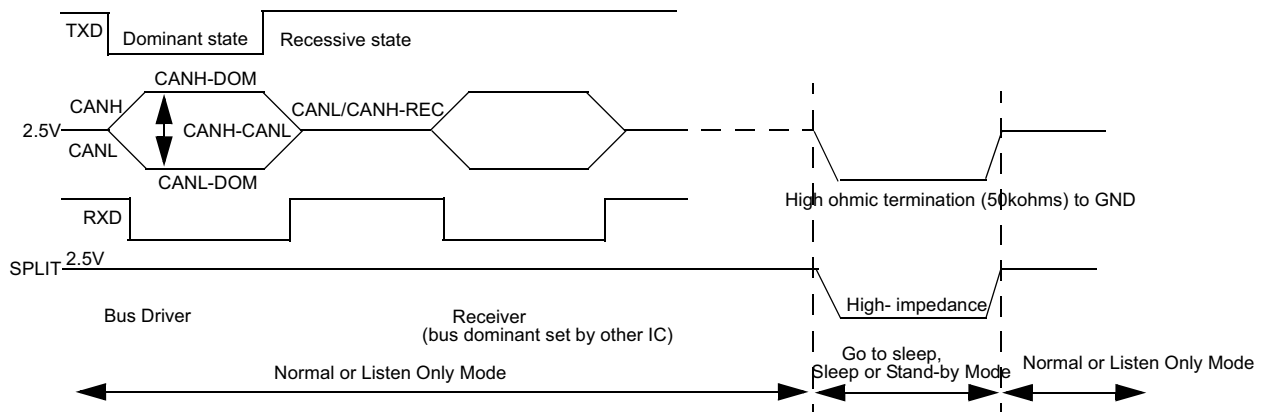 TXD
Dominant state
Recessive state
CANH-DOM
CANH
CANL/CANH-REC
2.5V
CANH-CANL
CANL
CANL-DOM
High ohmic termination (50kohms) to GND
RXD
2.5V
SPLIT
High- impedance
Bus Driver
Receiver
(bus dominant set by other IC)
Go to sleep,
Sleep or Stand-by Mode
Normal or Listen Only Mode
Normal or Listen Only Mode